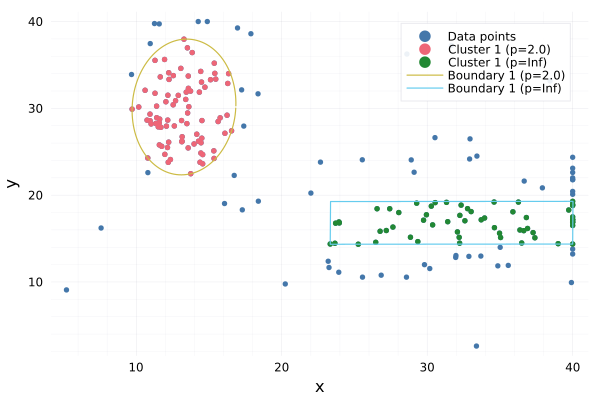 40
30
20
10
y
10
20
30
40
x
Data points
Cluster 1 (p=2.0)
Cluster 1 (p=Inf)
Boundary 1 (p=2.0)
Boundary 1 (p=Inf)